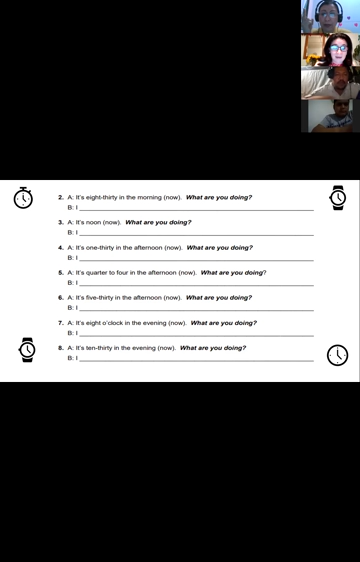 2. A: It's eight-thirty in the morning (now). What are you doing?
B: I
3. A: It's noon (now). What are you doing?
B: I
4. A: It's one-thirty in the afternoon (now). What are you doing?
B: I
5. A: It's quarter to four in the afternoon (now). What are you doing?
B: I
6. A: It's five-thirty in the afternoon (now). What are you doing?
B: I
7. A: It's eight o'clock in the evening (now). What are you doing?
B: I
8. A: It's ten-thirty in the evening (now). What are you doing?
B: I